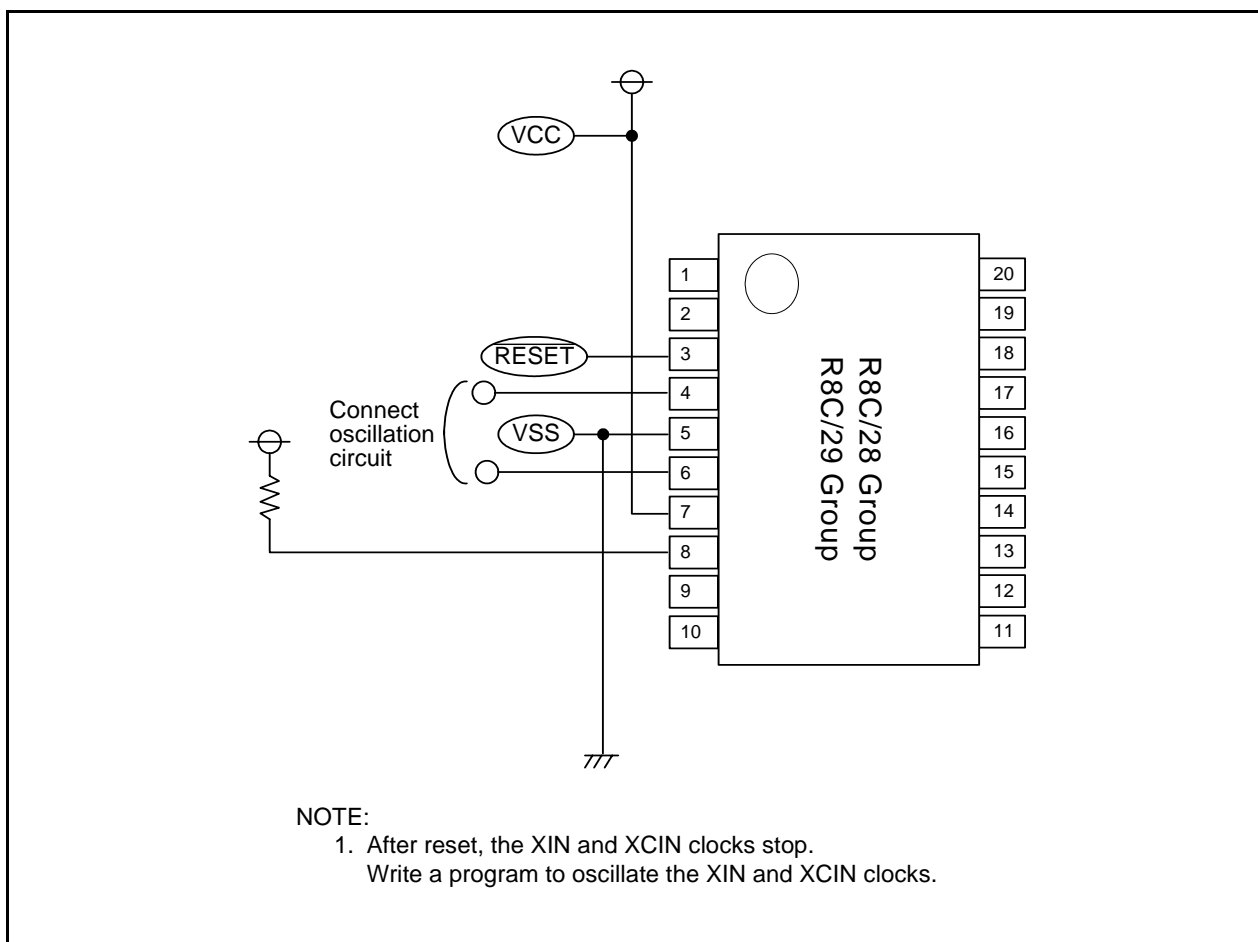 VCC
RESET
Connect
oscillation
circuit
VSS
1
2
3
4
5
6
7
8
9
10
R8C/28 Group
R8C/29 Group
20
19
18
17
16
15
14
13
12
11
NOTE:
1. After reset, the XIN and XCIN clocks stop.
Write a program to oscillate the XIN and XCIN clocks.